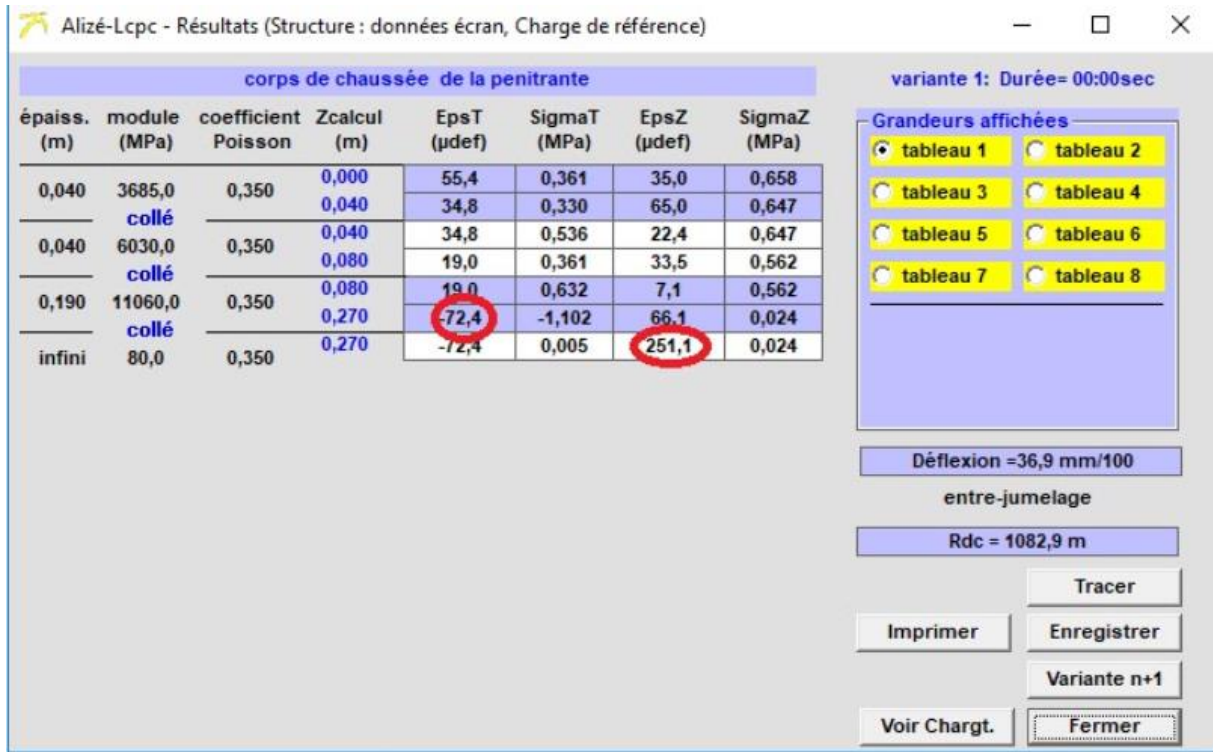 Alizé-Lcpc - Résultats (Structure : données écran, Charge de référence)
corps de chaussée de la penitrante
variante 1: Durée= 00:00sec
épaiss. module coefficient Zcalcul EpsT SigmaT EpsZ SigmaZ
(m) (MPa) Poisson (m) (µdef) (MPa) (µdef) (MPa)
0,000 55,4 0,361 35,0 0,658
0,040 3685,0 0,350
0,040 34,8 0,330 65,0 0,647
collé
0,040 34,8 0,536 22,4 0,647
0,040 6030,0 0,350
0,080 19,0 0,361 33,5 0,562
collé
0,080 19,0 0,632 7,1 0,562
0,190 11060,0 0,350
0,270 -72,4 -1,102 66,1 0,024
collé
0,270 -72,4 0,005 251,1 0,024
infini 80,0 0,350
Grandeurs affichées
tableau 1 tableau 2
tableau 3 tableau 4
tableau 5 tableau 6
tableau 7 tableau 8
Déflexion =36,9 mm/100
entre-jumelage
Rdc = 1082,9 m
Tracer
Imprimer Enregistrer
Variante n+1
Voir Chargt. Fermer